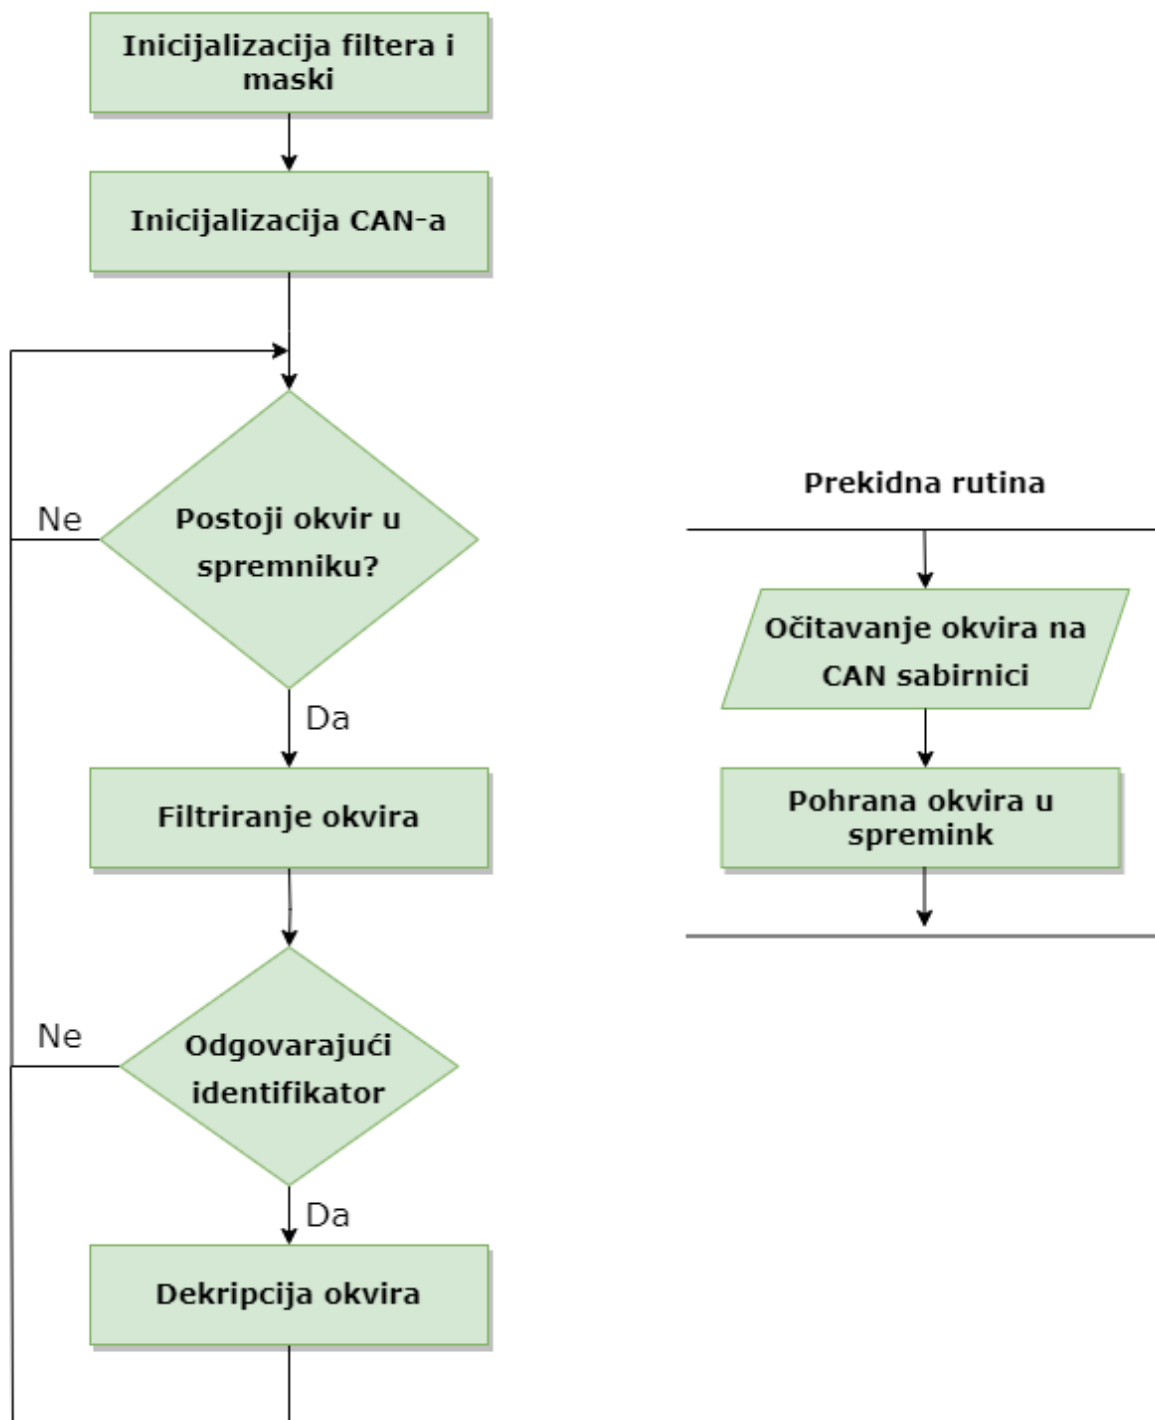 Inicijalizacija filtera i
maski
Inicijalizacija CAN-a
Ne
Postoji okvir u
spremniku?
Da
Filtriranje okvira
Ne
Odgovarajući
identifikator
Da
Dekripcija okvira
Prekidna rutina
Očitavanje okvira na
CAN sabirnici
Pohrana okvira u
spremink